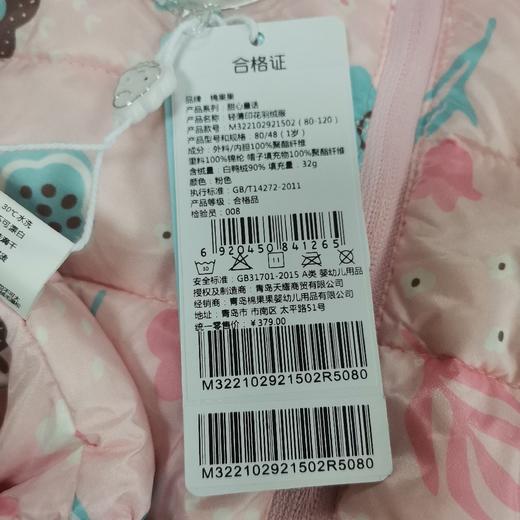 合格证
品牌 棉果果
产品系列 甜心童话
产品名称：轻薄印花羽绒服
产品款号：M322102921502 (80-120)
产品型号和规格：80/48 (1岁)
成分：外料/内胆100%聚酯纤维
里料100%锦纶 帽子填充物100%聚酯纤维
含绒量：白鸭绒90% 填充量：32g
颜色：粉色
执行标准：GB/T14272-2011
产品等级：合格品
检验员：008
6 920450 841265
安全标准：GB31701-2015 A类 婴幼儿用品
授权及制造商：青岛天熠商贸有限公司
经销商：青岛棉果果婴幼儿用品有限公司
地址：青岛市 市南区 太平路51号
统一零售价：¥379.00
M322102921502R5080
M322102921502R5080
30℃水洗
不可漂白